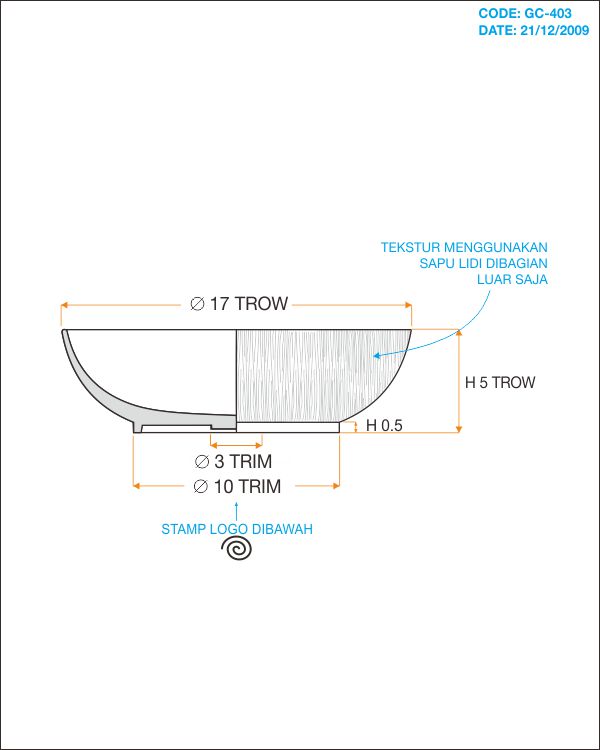 CODE: GC-403
DATE: 21/12/2009
TEKSTUR MENGGUNAKAN
SAPU LIDI DIBAGIAN
LUAR SAJA
∅ 17 TROW
H 5 TROW
H 0.5
∅ 3 TRIM
∅ 10 TRIM
STAMP LOGO DIBAWAH